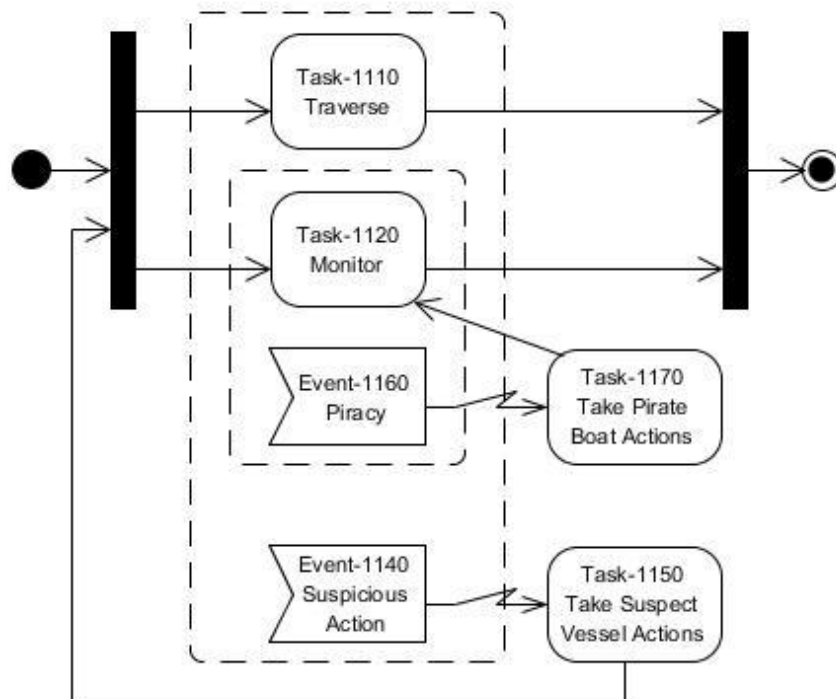 Task-1110
Traverse
Task-1120
Monitor
Event-1160
Piracy
Task-1170
Take Pirate
Boat Actions
Event-1140
Suspicious
Action
Task-1150
Take Suspect
Vessel Actions